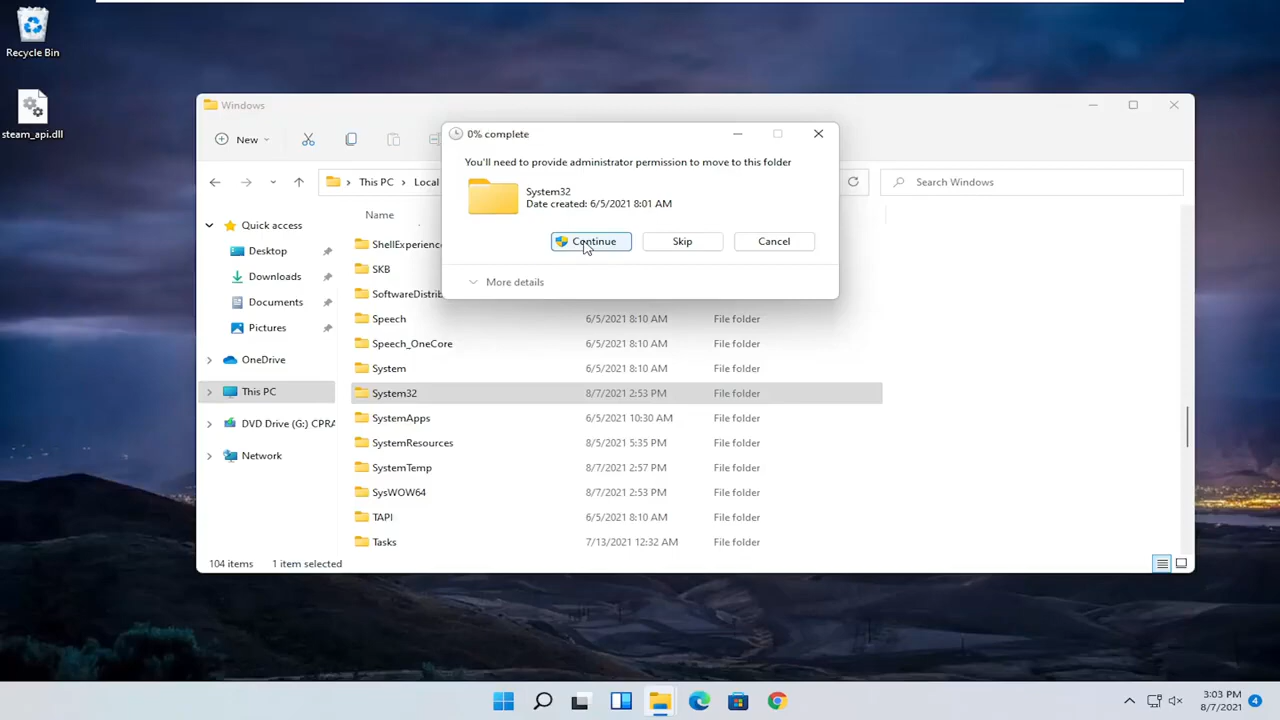 Recycle Bin
steam_api.dll
Windows
New
This PC
Local
Search Windows
0% complete
You'll need to provide administrator permission to move to this folder
System32
Date created: 6/5/2021 8:01 AM
Continue
Skip
Cancel
More details
Quick access
Desktop
Downloads
Documents
Pictures
OneDrive
This PC
DVD Drive (G:) CPRA
Network
Name
ShellExperienc
SKB
SoftwareDistrib
Speech 6/5/2021 8:10 AM File folder
Speech_OneCore 6/5/2021 8:10 AM File folder
System 6/5/2021 8:10 AM File folder
System32 8/7/2021 2:53 PM File folder
SystemApps 6/5/2021 10:30 AM File folder
SystemResources 8/5/2021 5:35 PM File folder
SystemTemp 8/7/2021 2:57 PM File folder
SysWOW64 8/7/2021 2:53 PM File folder
TAPI 6/5/2021 8:10 AM File folder
Tasks 7/13/2021 12:32 AM File folder
104 items 1 item selected
3:03 PM
8/7/2021
4